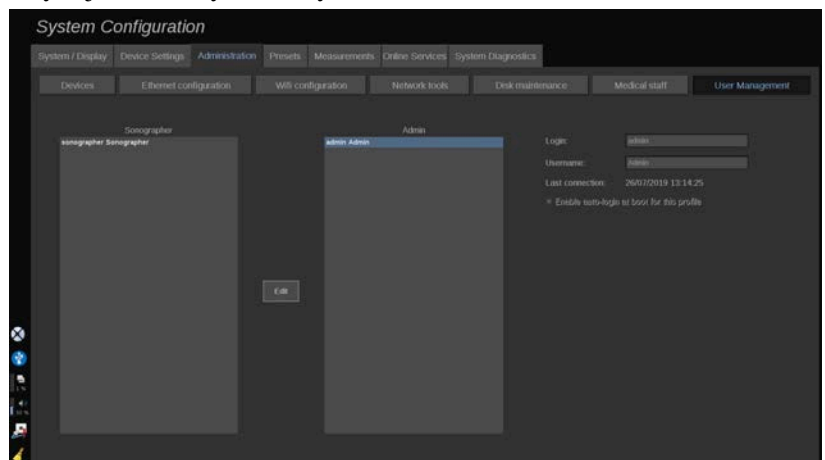 System Configuration
System / Display Device Settings Administration Presets Measurements Online Services System Diagnostics
Devices Ethernet configuration Wifi configuration Network tools Disk maintenance Medical staff User Management
Sonographer Admin
sonographer Sonographer admin Admin
Login: admin
Username: Admin
Last connection: 26/07/2019 13:14:25
Enable auto-login at boot for this profile
Edit